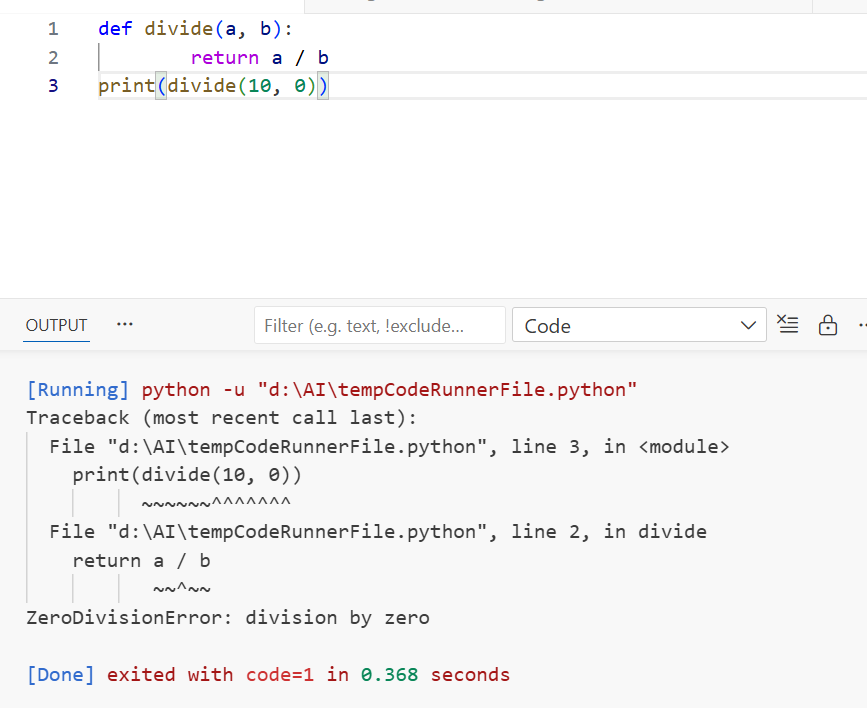 1 def divide(a, b):
2         return a / b
3 print(divide(10, 0))
OUTPUT ··· Filter (e.g. text, !exclude... Code
[Running] python -u "d:\AI\tempCodeRunnerFile.python"
Traceback (most recent call last):
  File "d:\AI\tempCodeRunnerFile.python", line 3, in <module>
    print(divide(10, 0))
          ~~~~~~^^^^^^^
  File "d:\AI\tempCodeRunnerFile.python", line 2, in divide
    return a / b
           ~~^~~
ZeroDivisionError: division by zero
[Done] exited with code=1 in 0.368 seconds